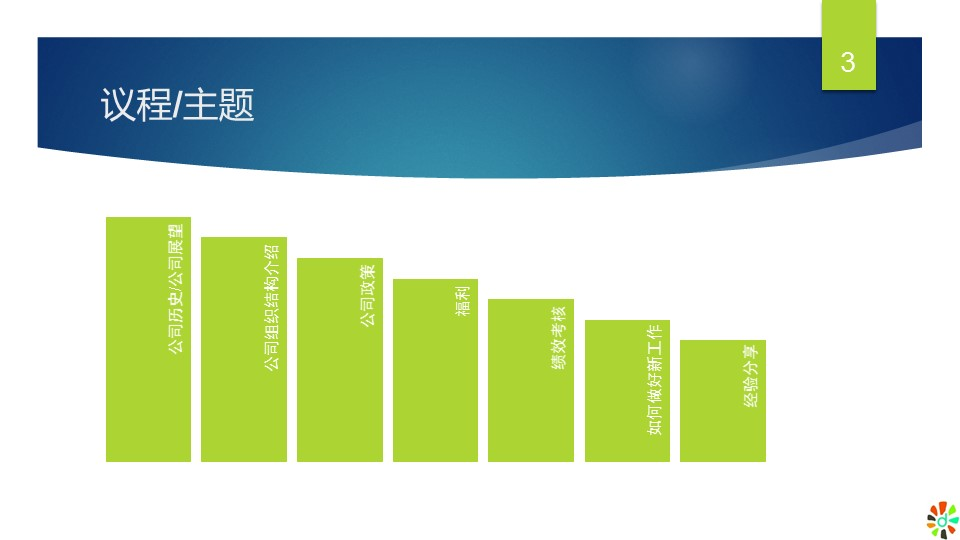 3
议程/主题
公司历史/公司展望
公司组织结构介绍
公司政策
福利
绩效考核
如何做好新工作
经验分享
d